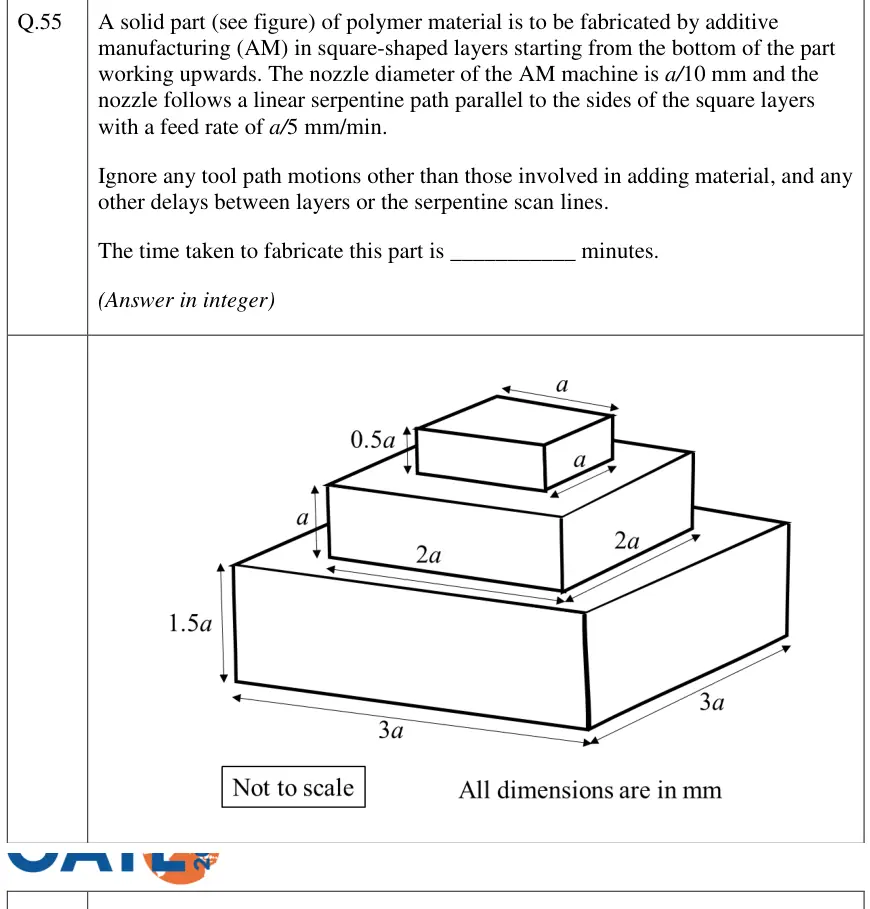 Q.55
A solid part (see figure) of polymer material is to be fabricated by additive
manufacturing (AM) in square-shaped layers starting from the bottom of the part
working upwards. The nozzle diameter of the AM machine is a/10 mm and the
nozzle follows a linear serpentine path parallel to the sides of the square layers
with a feed rate of a/5 mm/min.
Ignore any tool path motions other than those involved in adding material, and any
other delays between layers or the serpentine scan lines.
The time taken to fabricate this part is ___________ minutes.
(Answer in integer)
a
0.5a
a
a
2a
2a
1.5a
3a
3a
Not to scale
All dimensions are in mm